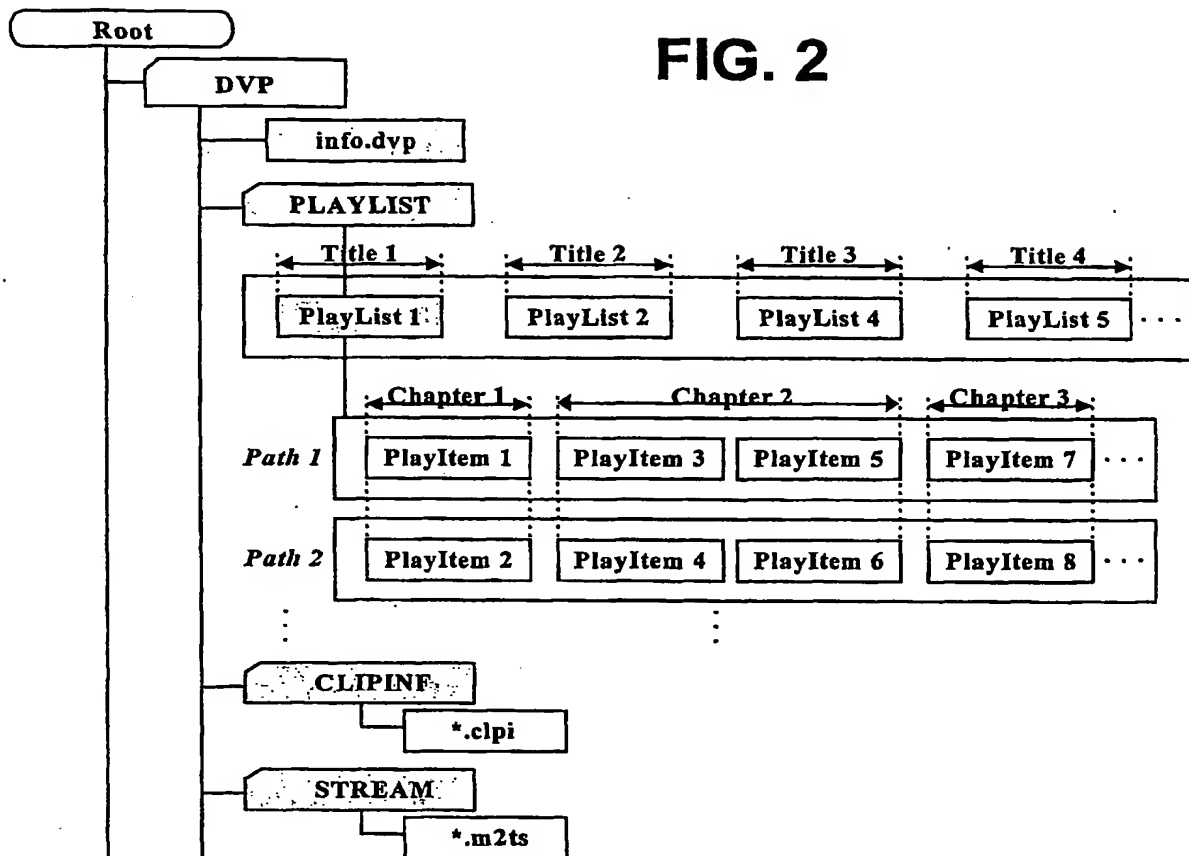 Root
FIG. 2
DVP
info.dvp
PLAYLIST
Title 1 Title 2 Title 3 Title 4
PlayList 1 PlayList 2 PlayList 4 PlayList 5 . . .
Chapter 1 Chapter 2 Chapter 3
Path 1 PlayItem 1 PlayItem 3 PlayItem 5 PlayItem 7 . . .
Path 2 PlayItem 2 PlayItem 4 PlayItem 6 PlayItem 8 . . .
CLIPINF
*.clpi
STREAM
*.m2ts